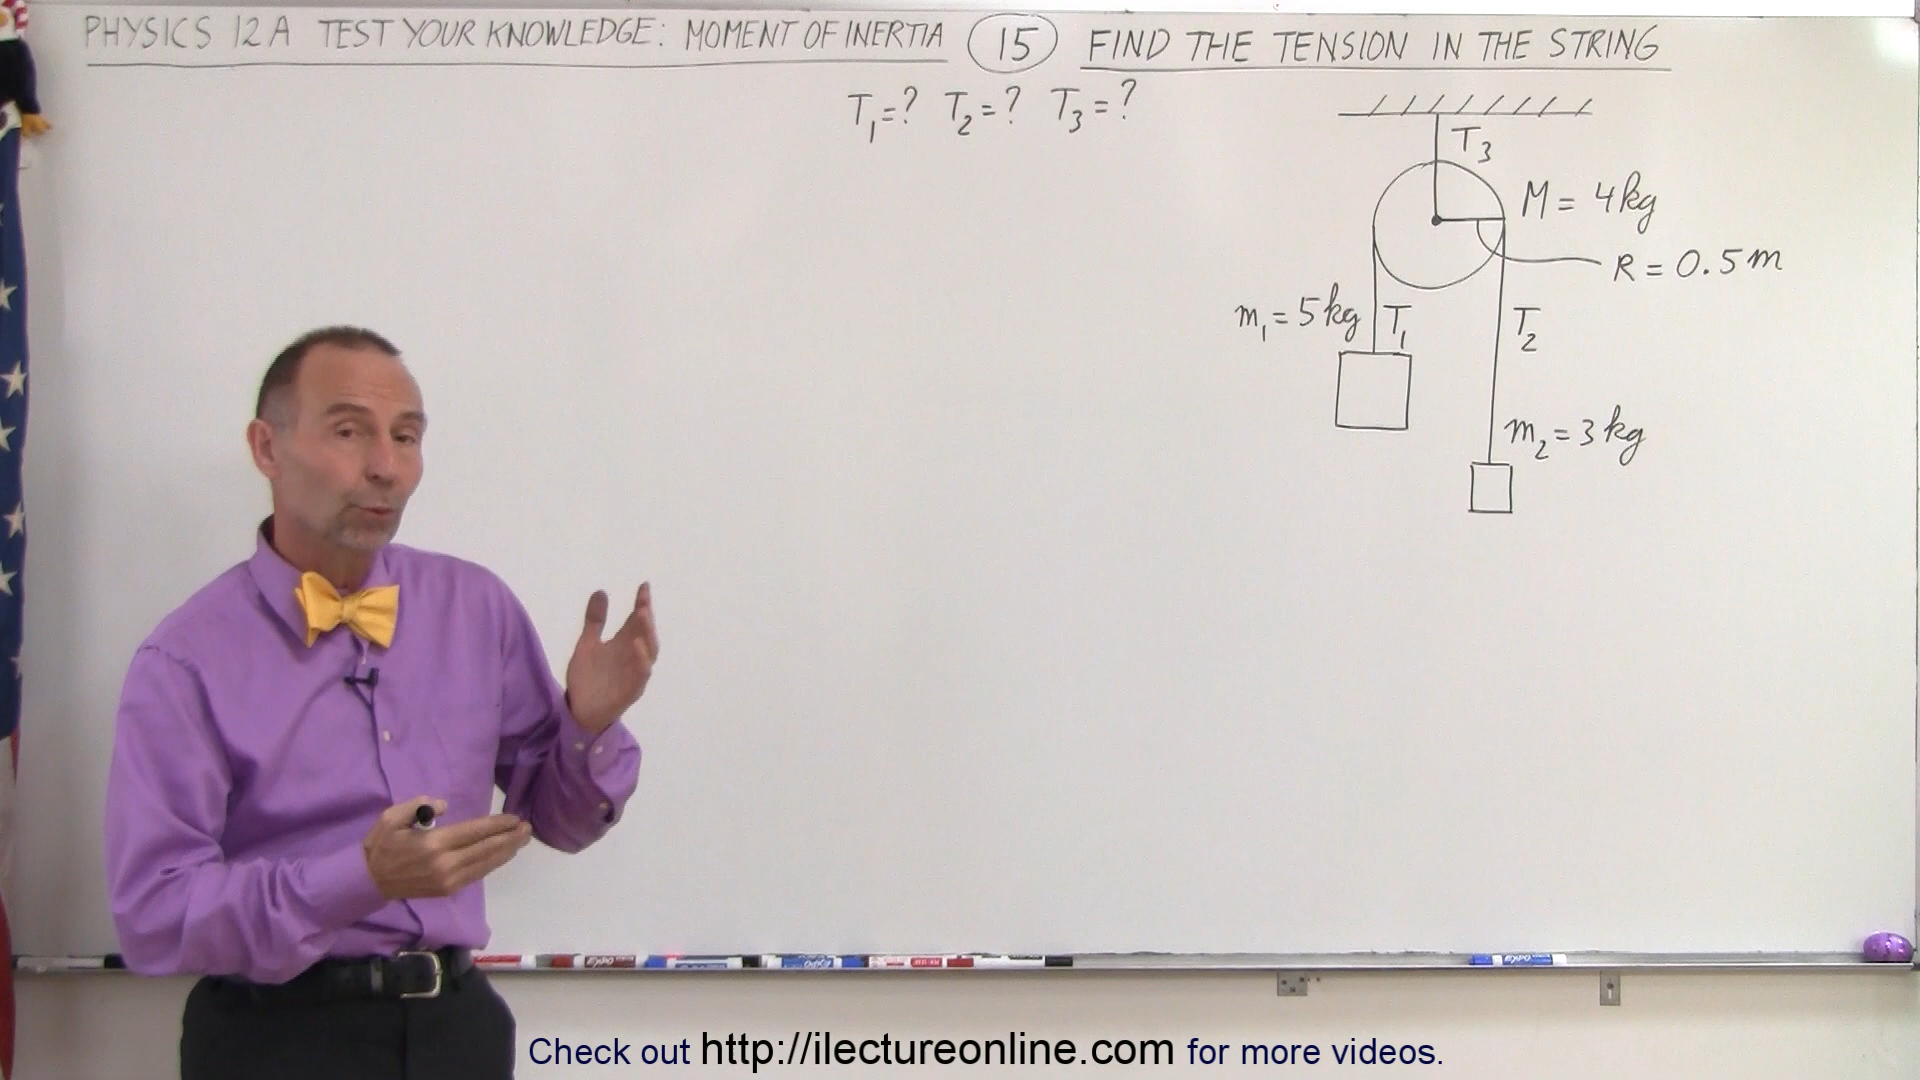 PHYSICS 12A TEST YOUR KNOWLEDGE: MOMENT OF INERTIA 15 FIND THE TENSION IN THE STRING
T₁=? T₂=? T₃=?
T₃
M = 4kg
R = 0.5m
m₁=5kg T₁ T₂
m₂=3kg
Check out http://ilectureonline.com for more videos.